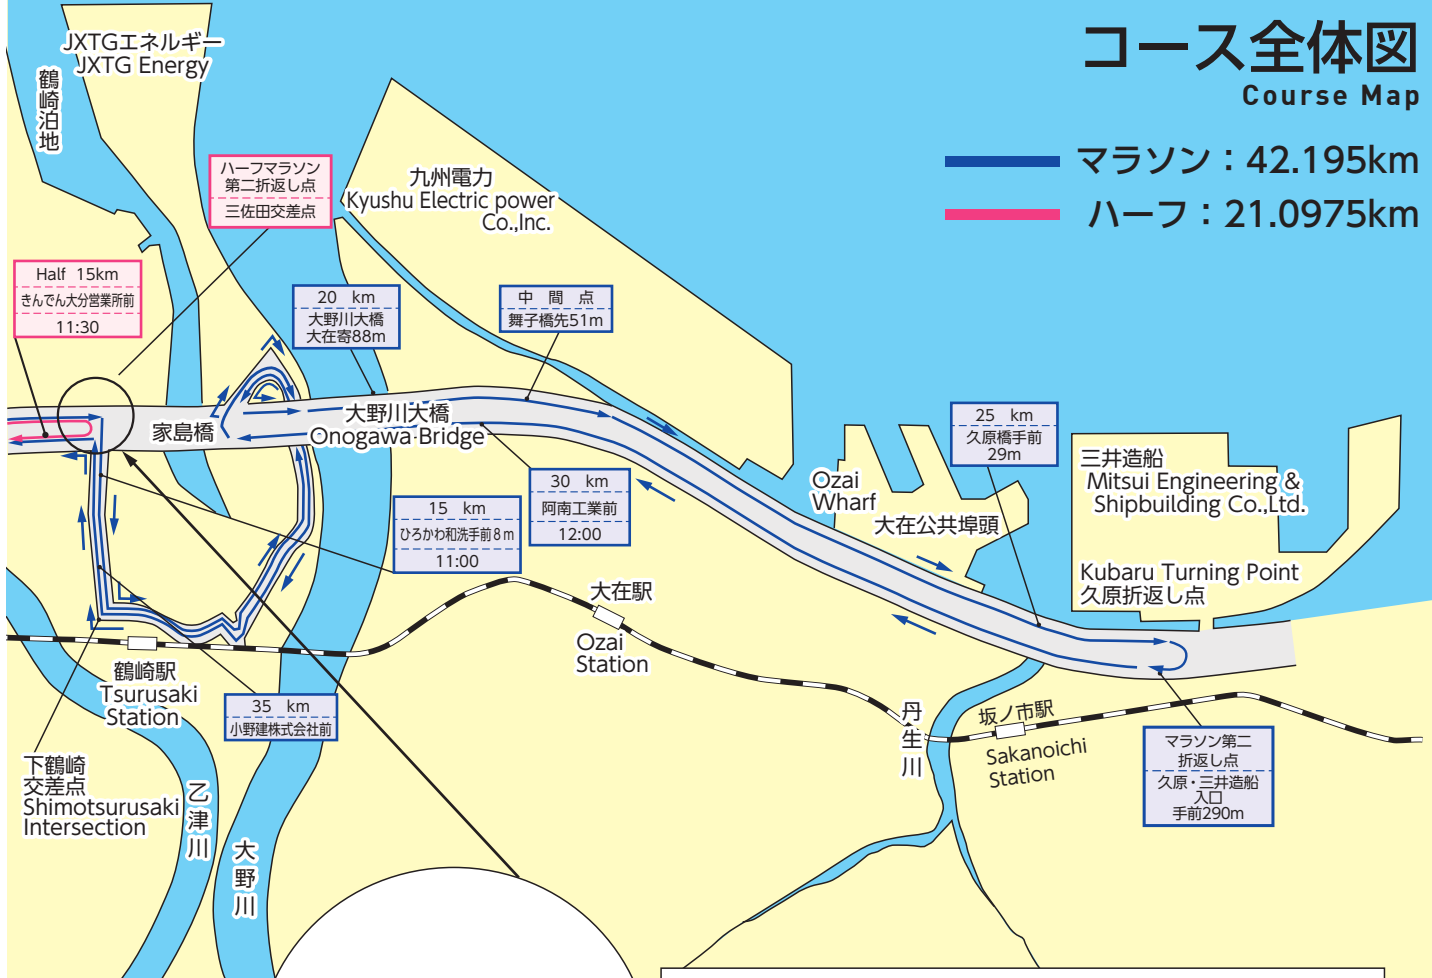 コース全体図
Course Map
マラソン：42.195km
ハーフ：21.0975km
JXTGエネルギー
JXTG Energy
鶴崎泊地
ハーフマラソン
第二折返し点
三佐田交差点
九州電力
Kyushu Electric power
Co.,Inc.
Half 15km
きんでん大分営業所前
11:30
20 km
大野川大橋
大在寄88m
中間点
舞子橋先51m
家島橋
大野川大橋
Onogawa Bridge
25 km
久原橋手前
29m
三井造船
Mitsui Engineering &
Shipbuilding Co.,Ltd.
Ozai
Wharf
大在公共埠頭
30 km
阿南工業前
12:00
15 km
ひろかわ和洗手前8m
11:00
Kubaru Turning Point
久原折返し点
大在駅
Ozai
Station
鶴崎駅
Tsurusaki
Station
35 km
小野建株式会社前
丹生川
坂ノ市駅
Sakanoichi
Station
マラソン第二
折返し点
久原・三井造船
入口
手前290m
下鶴崎
交差点
Shimotsurusaki
Intersection
乙津川
大野川